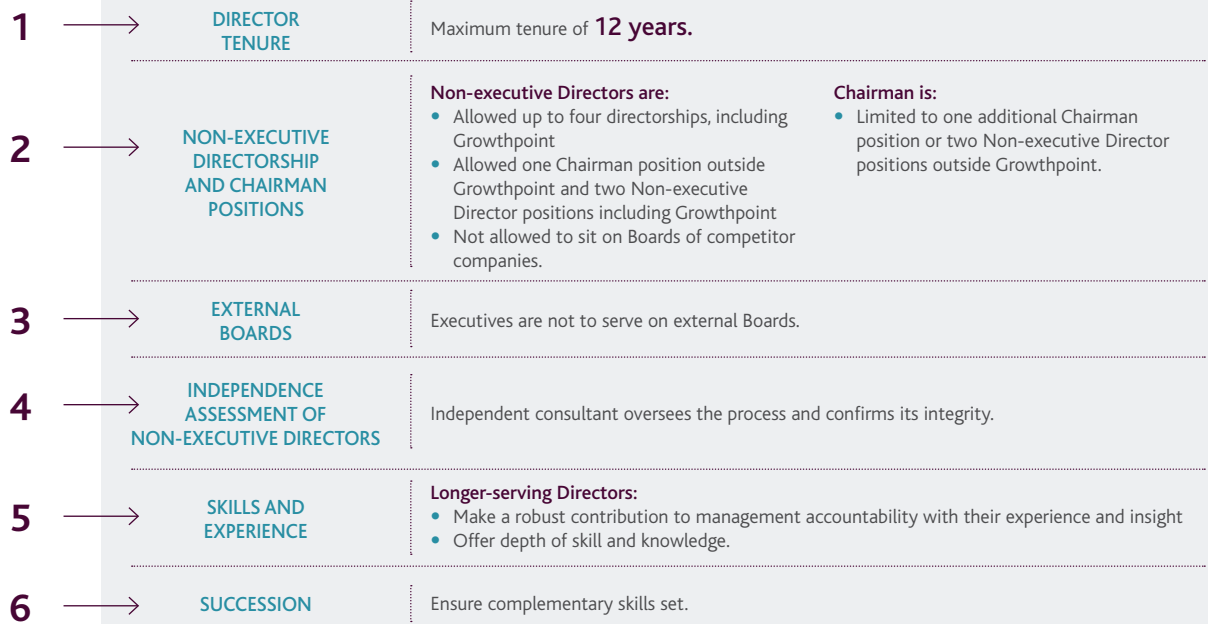 1
DIRECTOR
TENURE
Maximum tenure of 12 years.
2
NON-EXECUTIVE
DIRECTORSHIP
AND CHAIRMAN
POSITIONS
Non-executive Directors are:
• Allowed up to four directorships, including
Growthpoint
• Allowed one Chairman position outside
Growthpoint and two Non-executive
Director positions including Growthpoint
• Not allowed to sit on Boards of competitor
companies.
Chairman is:
• Limited to one additional Chairman
position or two Non-executive Director
positions outside Growthpoint.
3
EXTERNAL
BOARDS
Executives are not to serve on external Boards.
4
INDEPENDENCE
ASSESSMENT OF
NON-EXECUTIVE DIRECTORS
Independent consultant oversees the process and confirms its integrity.
5
SKILLS AND
EXPERIENCE
Longer-serving Directors:
• Make a robust contribution to management accountability with their experience and insight
• Offer depth of skill and knowledge.
6
SUCCESSION
Ensure complementary skills set.